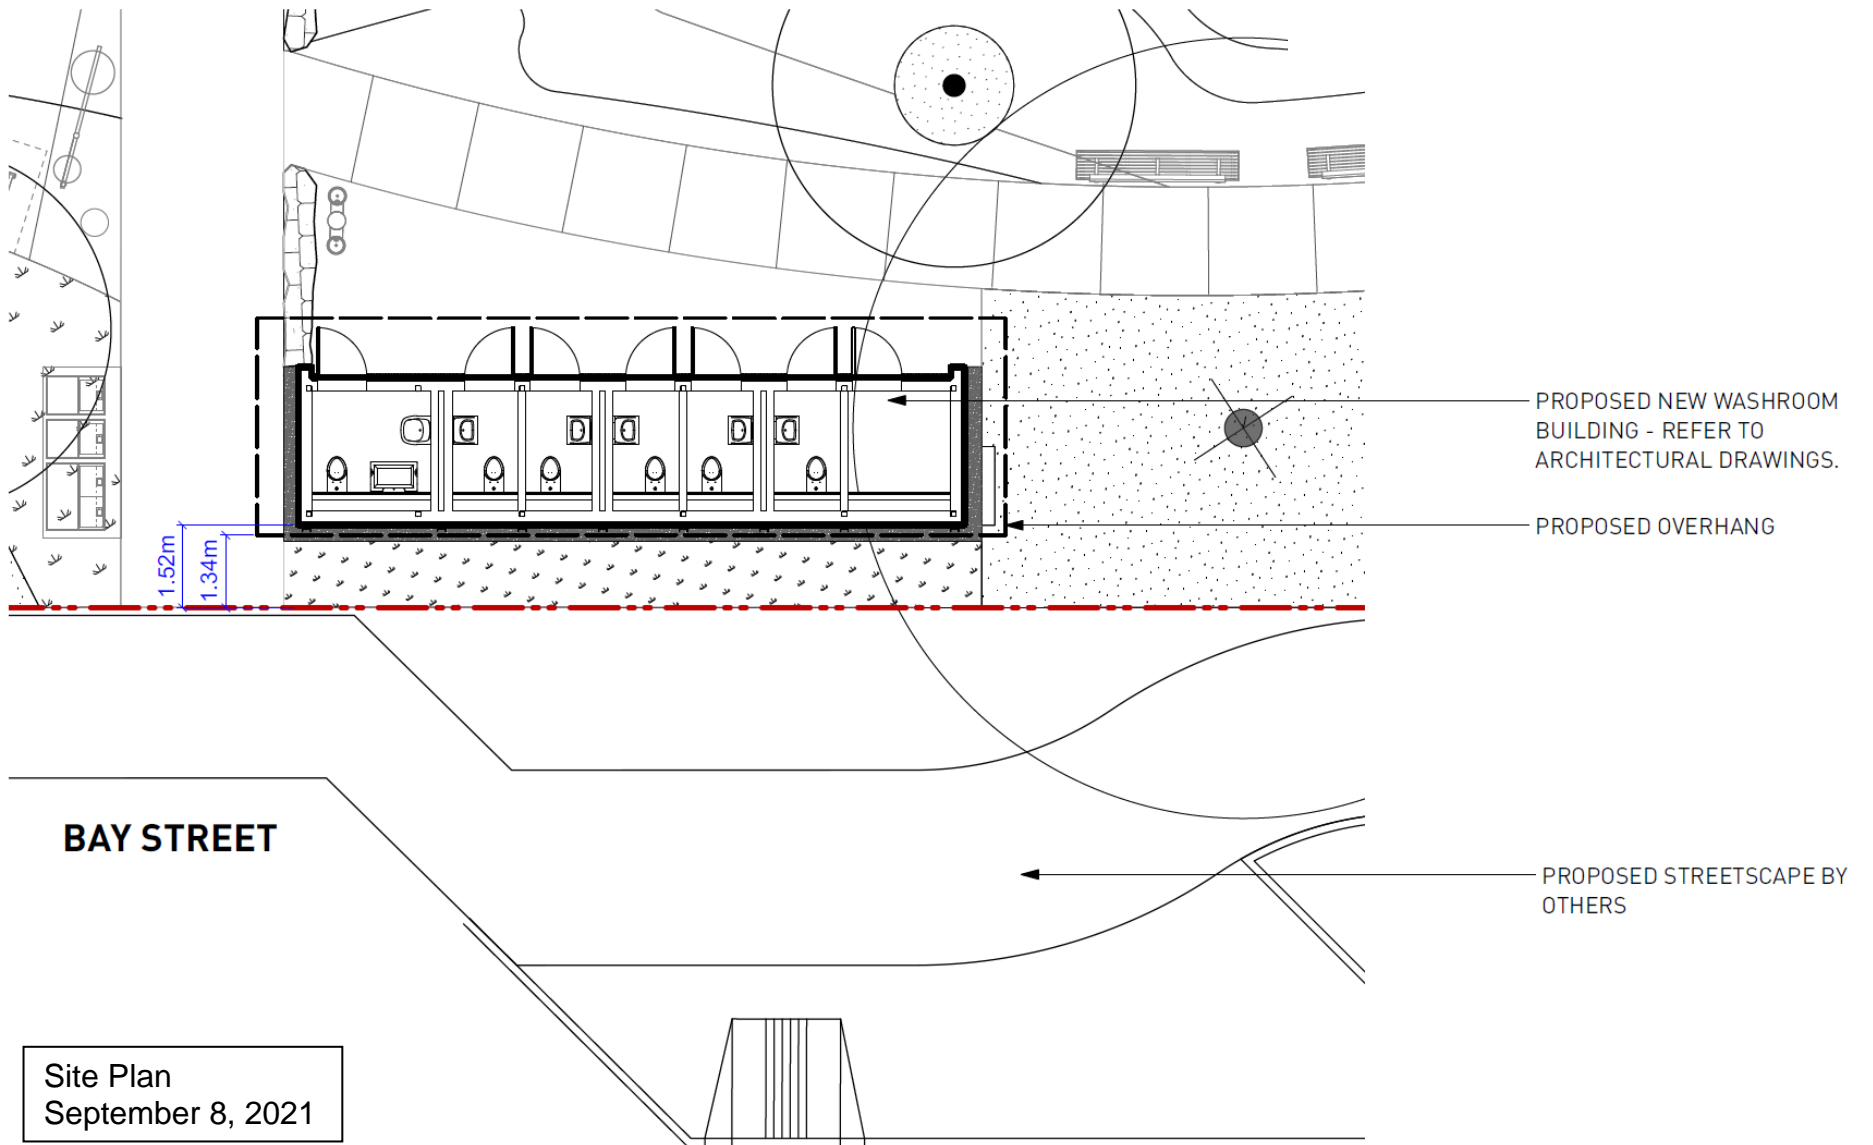 PROPOSED NEW WASHROOM
BUILDING - REFER TO
ARCHITECTURAL DRAWINGS.
PROPOSED OVERHANG
1.52m
1.34m
BAY STREET
PROPOSED STREETSCAPE BY
OTHERS
Site Plan
September 8, 2021